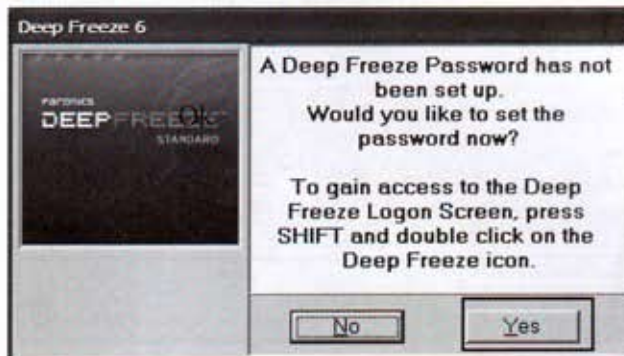 Deep Freeze 6
FARONICS
DEEPFREEZE
STANDARD
Ok
A Deep Freeze Password has not
been set up.
Would you like to set the
password now?
To gain access to the Deep
Freeze Logon Screen, press
SHIFT and double click on the
Deep Freeze icon.
No
Yes